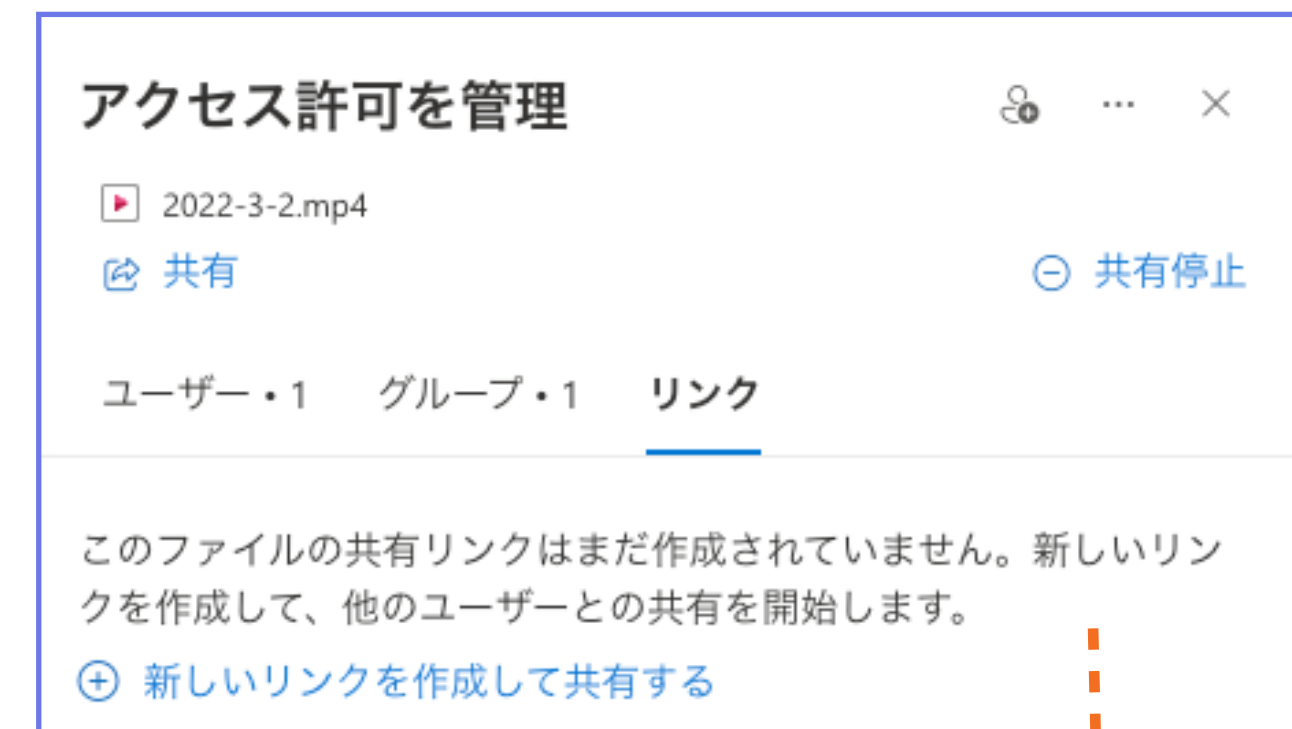 アクセス許可を管理
2022-3-2.mp4
共有
共有停止
ユーザー・1 グループ・1 リンク
このファイルの共有リンクはまだ作成されていません。新しいリン
クを作成して、他のユーザーとの共有を開始します。
新しいリンクを作成して共有する